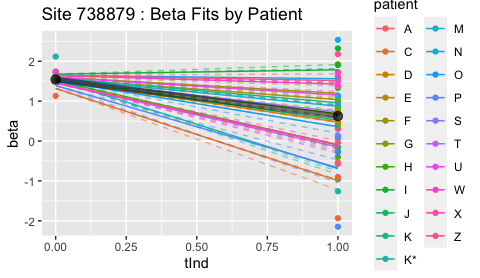 Site 738879 : Beta Fits by Patient
beta
2
1
0
-1
-2
0.00 0.25 0.50 0.75 1.00
tInd
patient
A M
C N
D O
E P
F S
G T
H U
I W
J X
K Z
K*